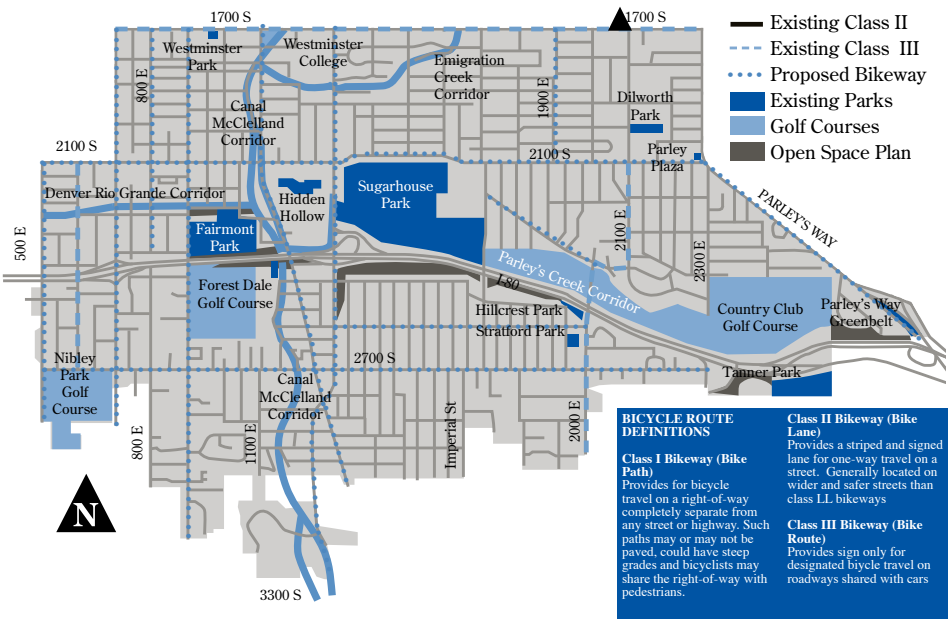 1700 S
1700 S
Existing Class II
Existing Class III
Proposed Bikeway
Existing Parks
Golf Courses
Open Space Plan
Westminster
Park
Westminster
College
Emigration
Creek
Corridor
800 E
1900 E
Canal
McClelland
Corridor
Dilworth
Park
2100 S
2100 S
Parley
Plaza
Denver Rio Grande Corridor
Hidden
Hollow
Sugarhouse
Park
PARLEY'S WAY
500 E
Fairmont
Park
2100 E
2300 E
Parley's Creek Corridor
I-80
Forest Dale
Golf Course
Hillcrest Park
Stratford Park
Country Club
Golf Course
Parley's Way
Greenbelt
Nibley
Park
Golf
Course
2700 S
Tanner Park
Canal
McClelland
Corridor
800 E
1100 E
Imperial St
2000 E
N
3300 S
BICYCLE ROUTE
DEFINITIONS
Class I Bikeway (Bike
Path)
Provides for bicycle
travel on a right-of-way
completely separate from
any street or highway. Such
paths may or may not be
paved, could have steep
grades and bicyclists may
share the right-of-way with
pedestrians.
Class II Bikeway (Bike
Lane)
Provides a striped and signed
lane for one-way travel on a
street. Generally located on
wider and safer streets than
class LL bikeways
Class III Bikeway (Bike
Route)
Provides sign only for
designated biycle travel on
roadways shared with cars